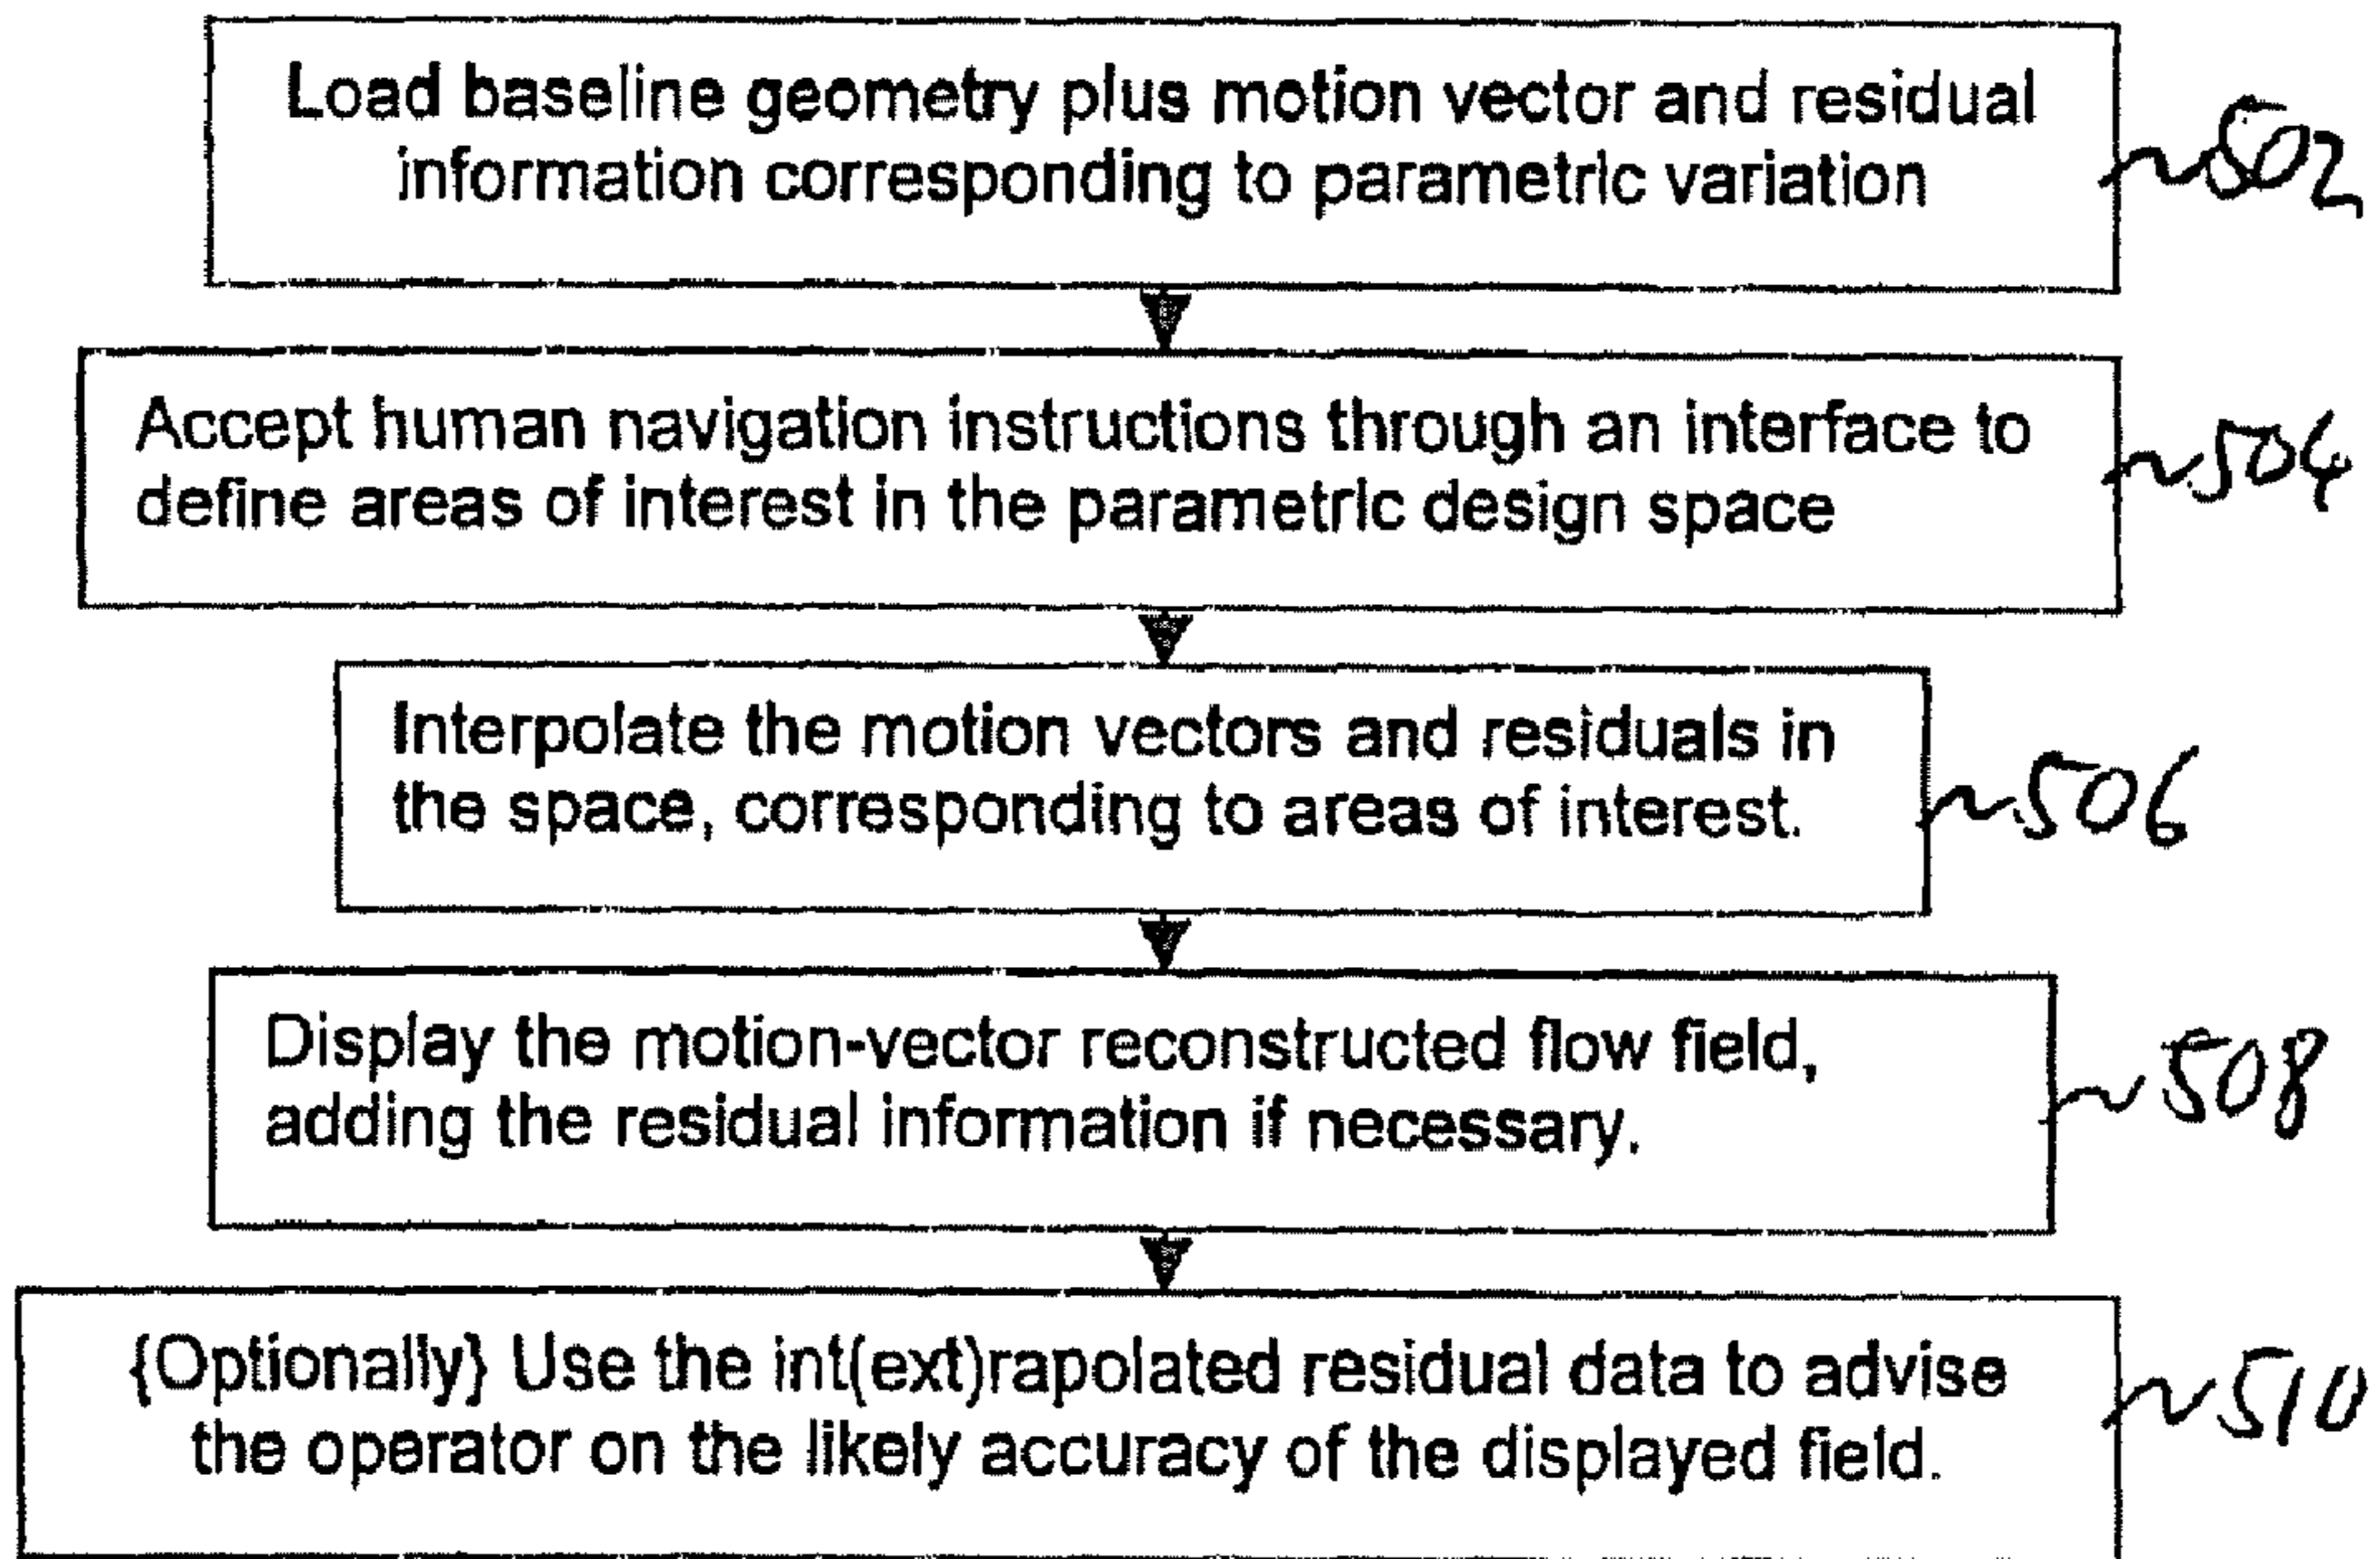 Load baseline geometry plus motion vector and residual
information corresponding to parametric variation
502
Accept human navigation instructions through an interface to
define areas of interest in the parametric design space
504
Interpolate the motion vectors and residuals in
the space, corresponding to areas of interest.
506
Display the motion-vector reconstructed flow field,
adding the residual information if necessary.
508
{Optionally} Use the int(ext)rapolated residual data to advise
the operator on the likely accuracy of the displayed field.
510